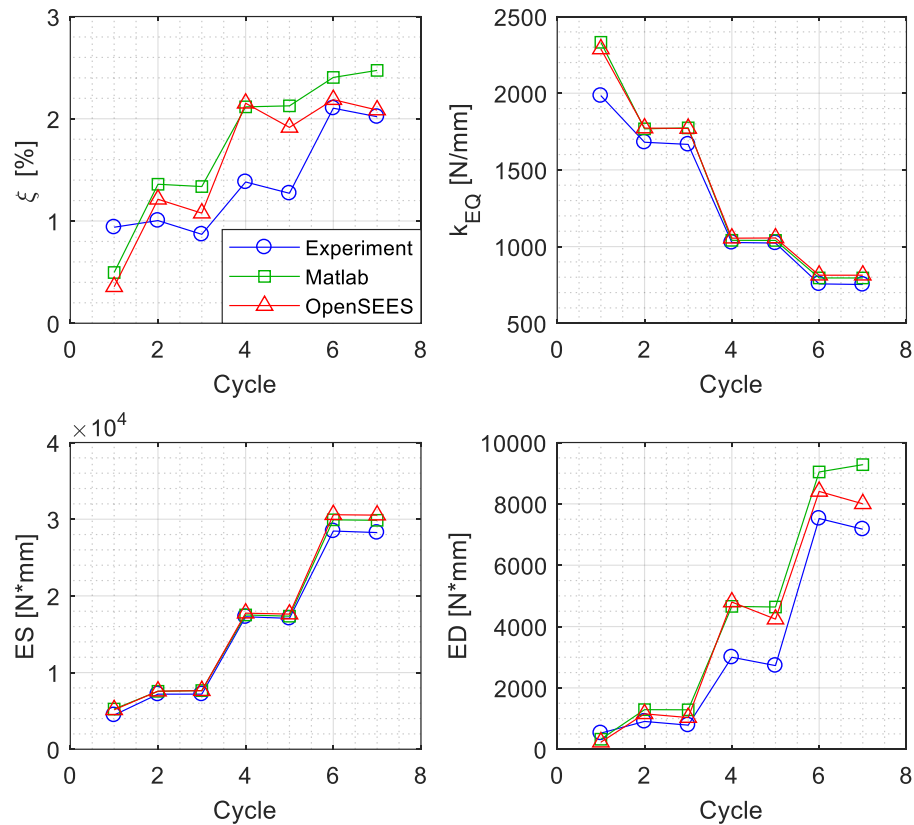 3
2
1
0
ξ [%]
Experiment
Matlab
OpenSEES
0 2 4 6 8
Cycle
2500
2000
1500
1000
500
k_EQ [N/mm]
0 2 4 6 8
Cycle
×10^4
4
3
2
1
0
ES [N*mm]
0 2 4 6 8
Cycle
10000
8000
6000
4000
2000
0
ED [N*mm]
0 2 4 6 8
Cycle